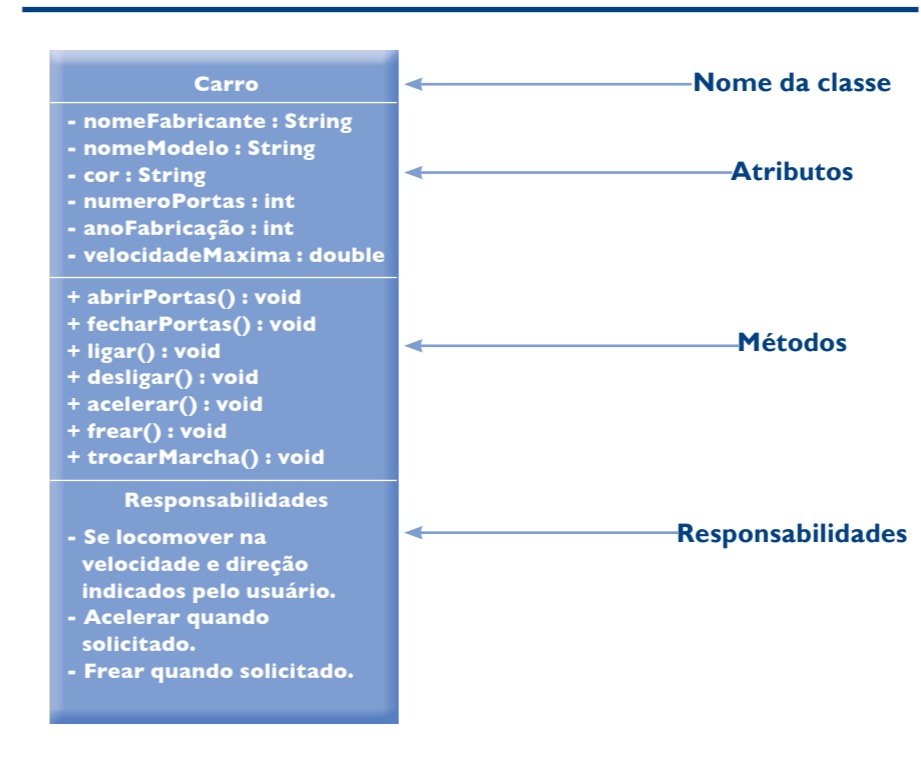 Carro
- nomeFabricante : String
- nomeModelo : String
- cor : String
- numeroPortas : int
- anoFabricação : int
- velocidadeMaxima : double
+ abrirPortas() : void
+ fecharPortas() : void
+ ligar() : void
+ desligar() : void
+ acelerar() : void
+ frear() : void
+ trocarMarcha() : void
Responsabilidades
- Se locomover na
velocidade e direção
indicados pelo usuário.
- Acelerar quando
solicitado.
- Frear quando solicitado.
Nome da classe
Atributos
Métodos
Responsabilidades